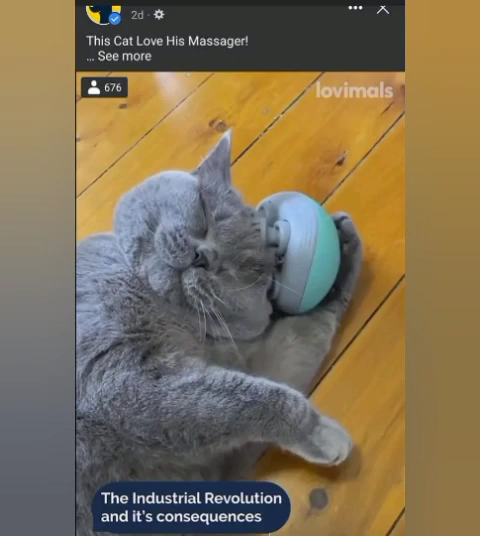 2d
This Cat Love His Massager!
... See more
676
lovimals
The Industrial Revolution
and it's consequences